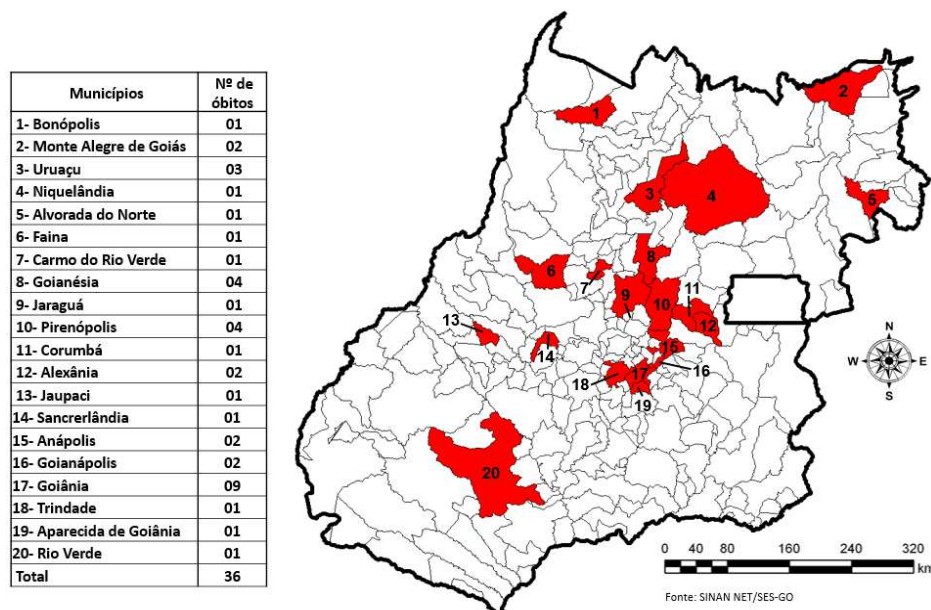 Municípios Nº de óbitos
1- Bonópolis 01
2- Monte Alegre de Goiás 02
3- Uruaçu 03
4- Niquelândia 01
5- Alvorada do Norte 01
6- Faina 01
7- Carmo do Rio Verde 01
8- Goianésia 04
9- Jaraguá 01
10- Pirenópolis 04
11- Corumbá 01
12- Alexânia 02
13- Jaupaci 01
14- Sancrerlândia 01
15- Anápolis 02
16- Goianápolis 02
17- Goiânia 09
18- Trindade 01
19- Aparecida de Goiânia 01
20- Rio Verde 01
Total 36
1
2
3
4
5
6
7
8
9
10
11
12
13
14
15
16
17
18
19
20
N
W E
S
0 40 80 160 240 320
km
Fonte: SINAN NET/SES-GO